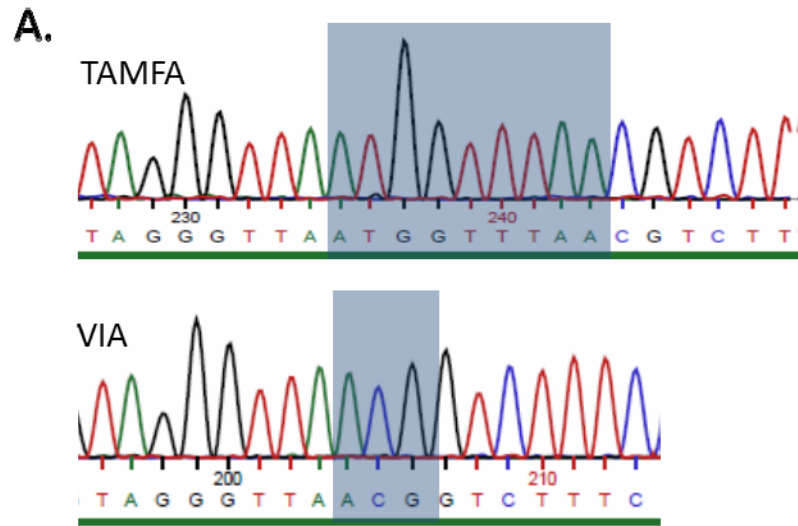 A.
TAMFA
230 240
T A G G G T T A A T G G T T T A A C G T C T T
VIA
200 210
T A G G G T T A A C G G T C T T T C